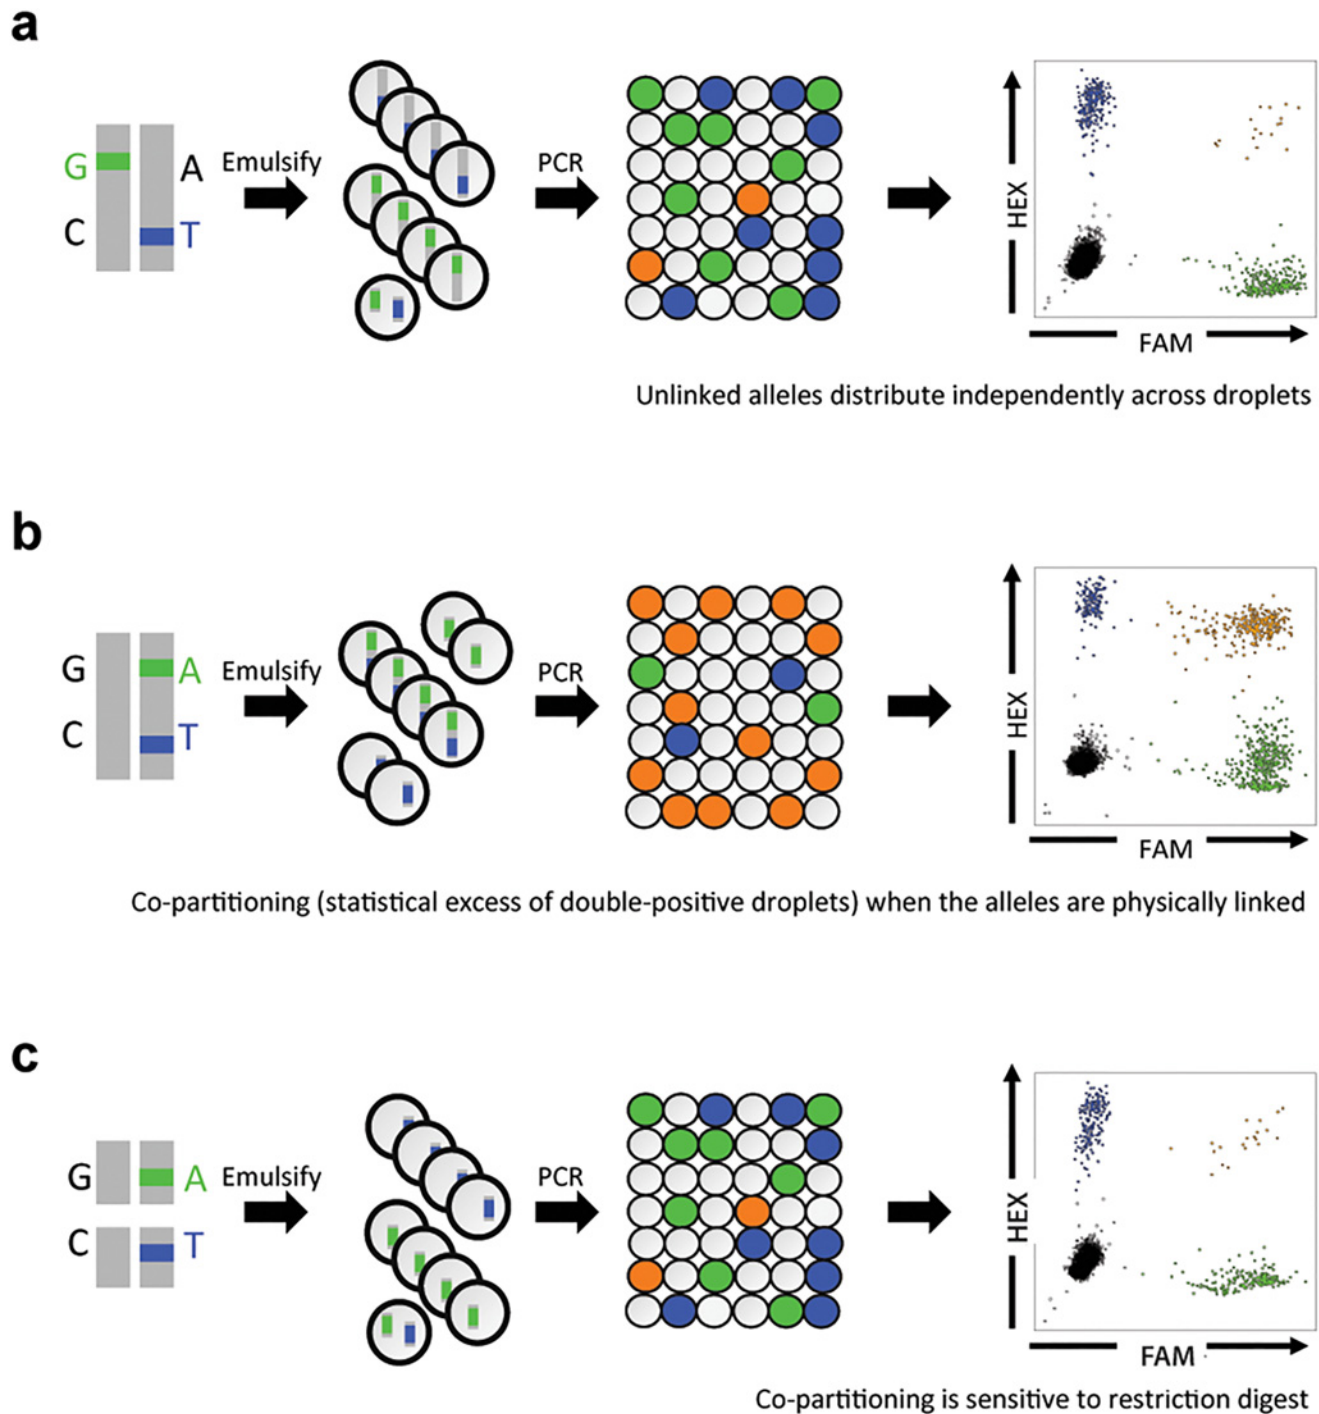 a
G A Emulsify PCR HEX
C T
FAM
Unlinked alleles distribute independently across droplets
b
G A Emulsify PCR HEX
C T
FAM
Co-partitioning (statistical excess of double-positive droplets) when the alleles are physically linked
c
G A Emulsify PCR HEX
C T
FAM
Co-partitioning is sensitive to restriction digest